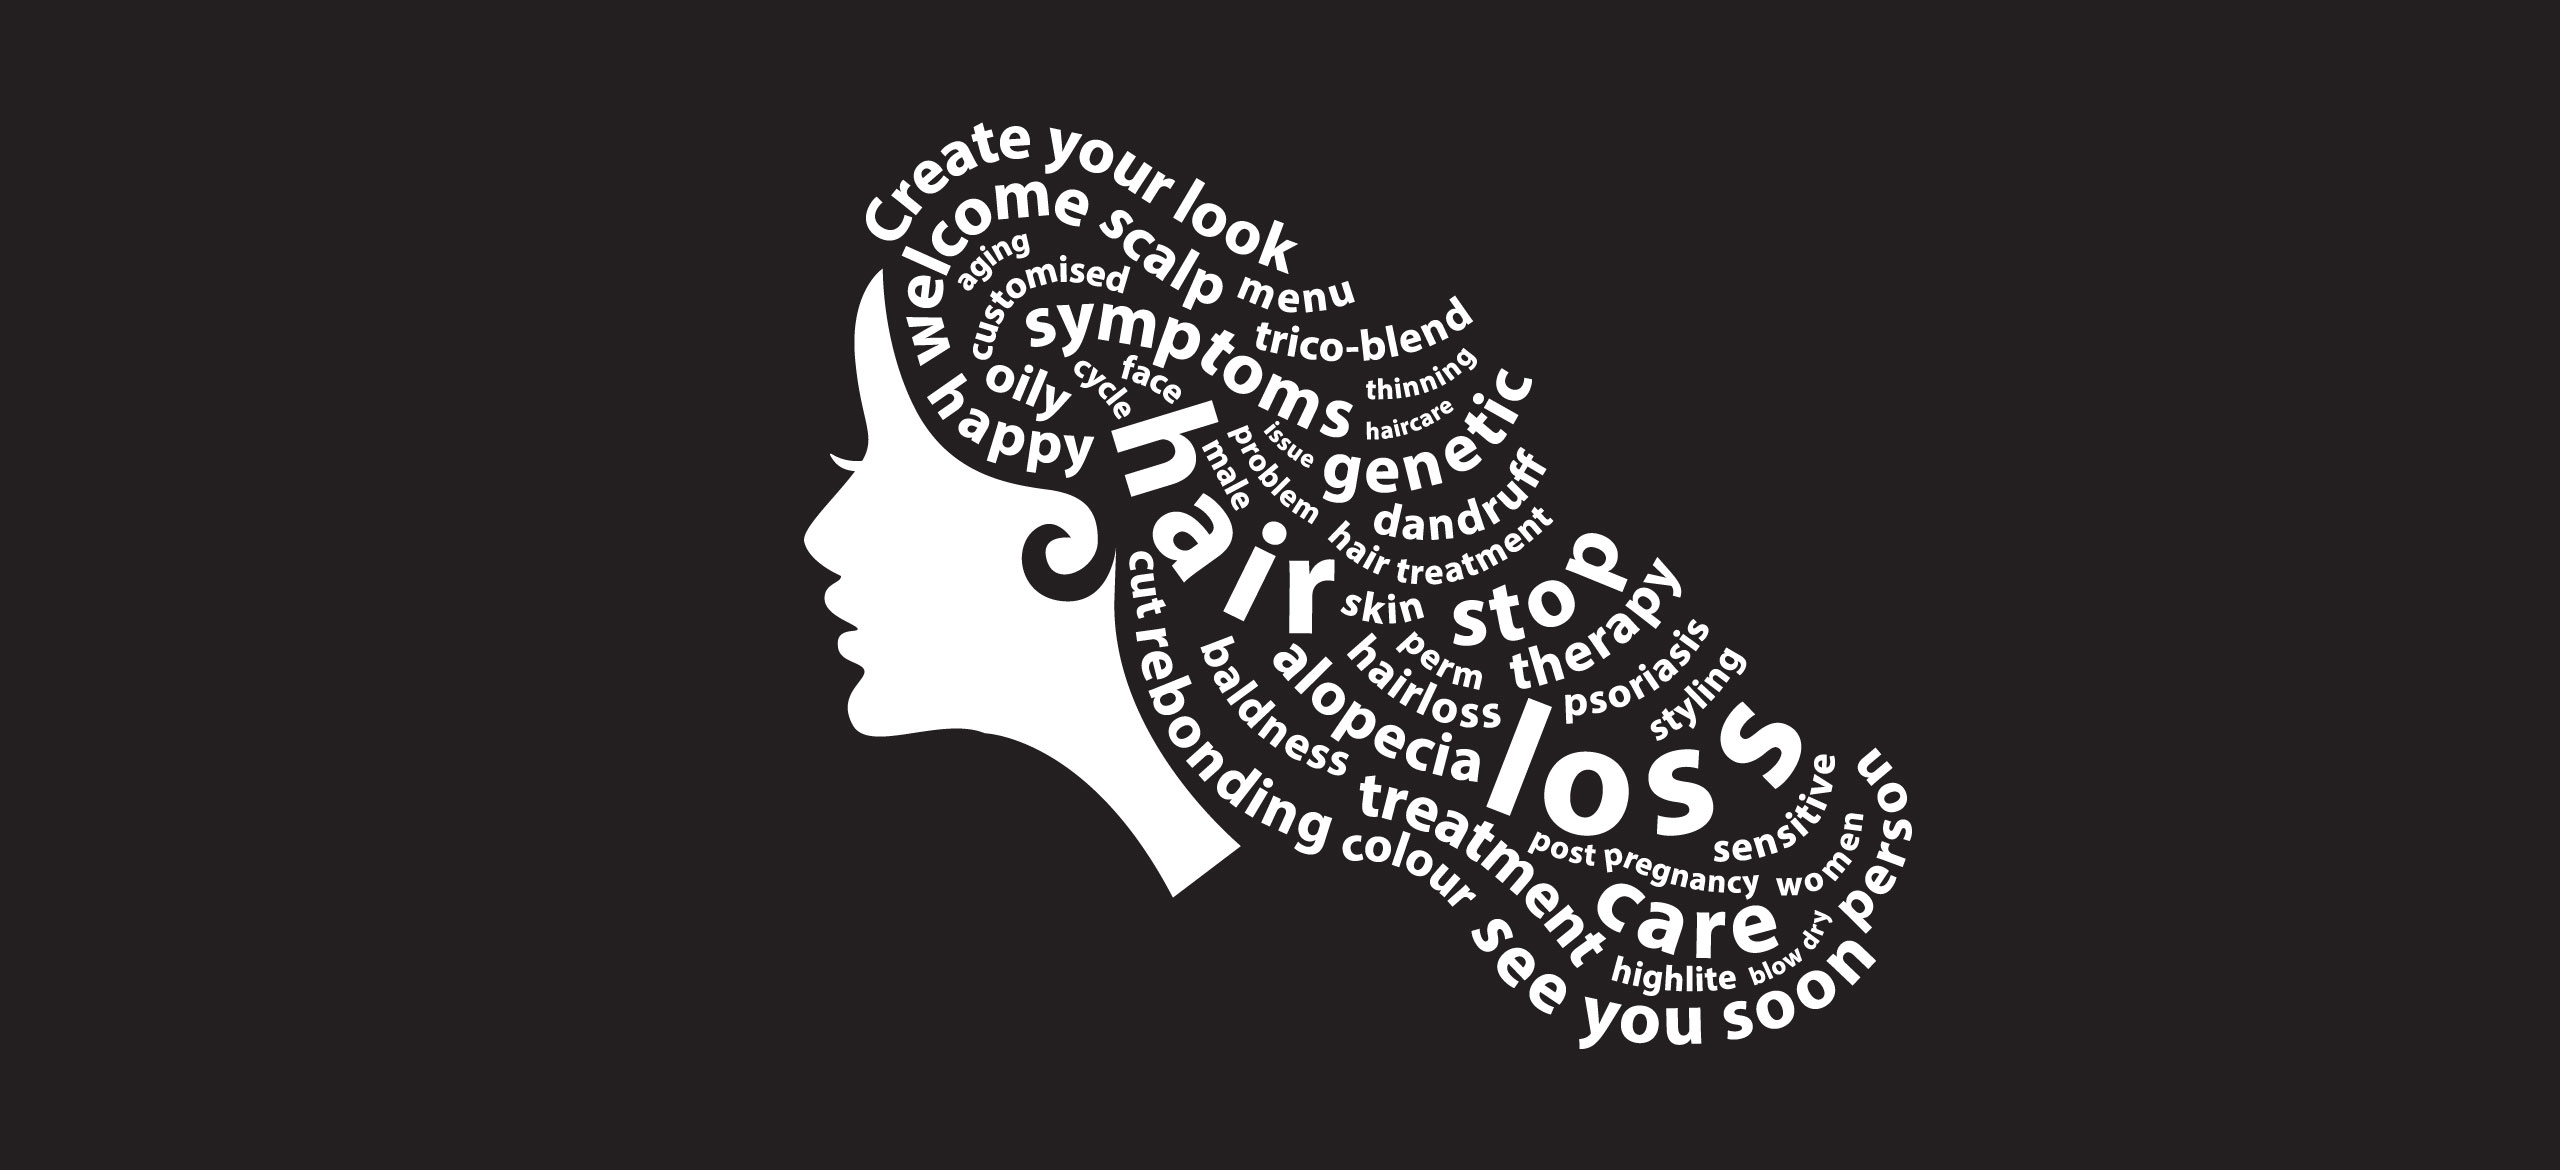 Create your look
welcome scalp menu
aging
customised
symptoms
trico-blend
thinning
haircare
oily
cycle
face
happy
hair
male
problem
issue
genetic
dandruff
hair treatment
skin
stop
therapy
perm
hairloss
psoriasis
styling
alopecia
loss
baldness
treatment
cut rebonding colour
post pregnancy
sensitive
women
care
highlite
blow dry
see you soon
person